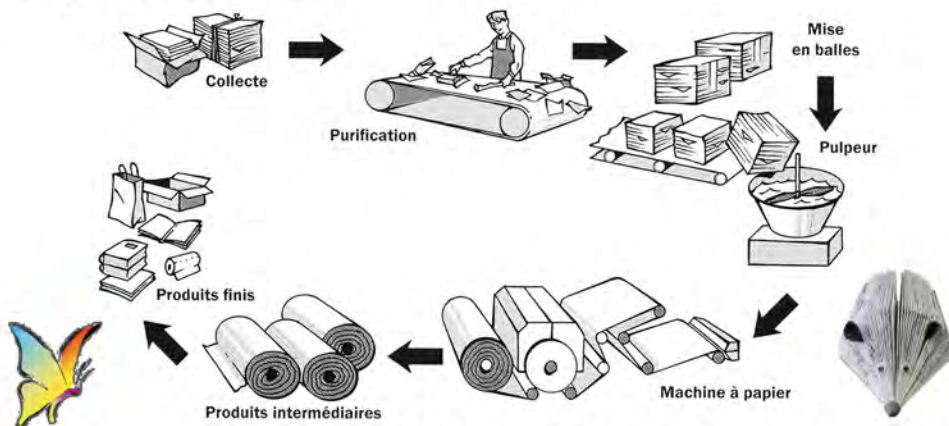 Collecte
Purification
Mise
en balles
Pulpeur
Machine à papier
Produits intermédiaires
Produits finis